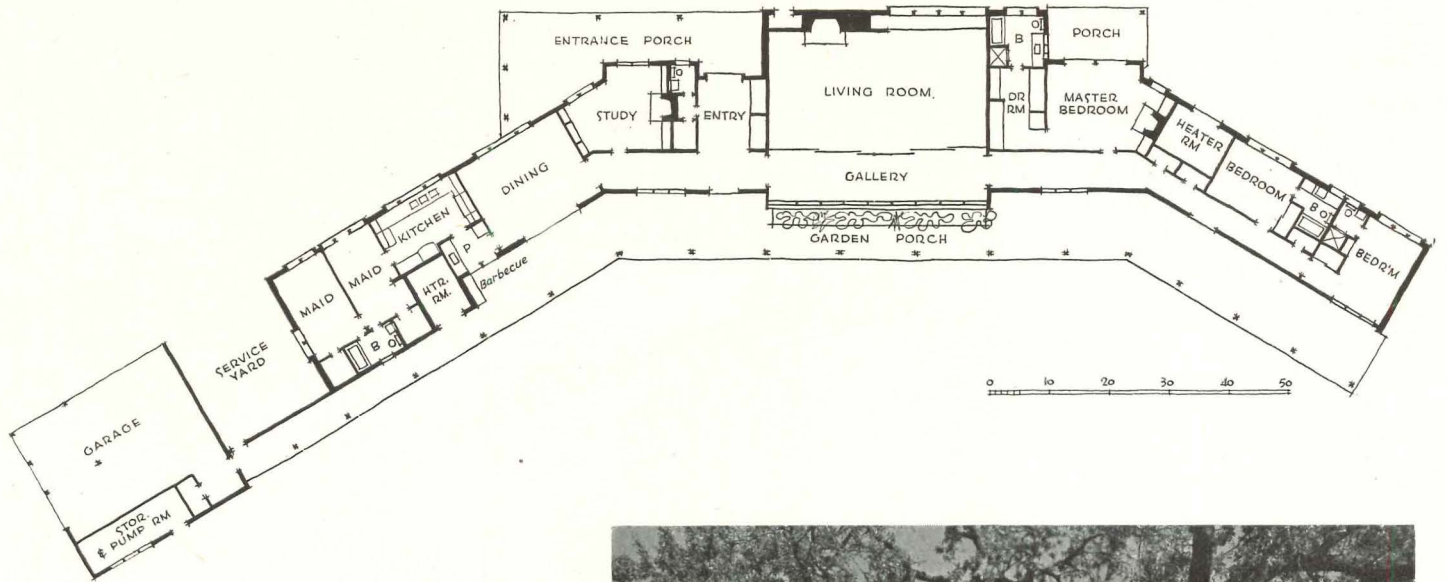 ENTRANCE PORCH
B
PORCH
LIVING ROOM.
STUDY
ENTRY
DR
RM
MASTER
BEDROOM
HEATER
RM
DINING
GALLERY
BEDROOM
B
KITCHEN
P
GARDEN PORCH
BEDR'M
MAID
MAID
HTR.
RM.
Barbecue
B
SERVICE
YARD
0 10 20 30 40 50
GARAGE
STOR.
& PUMP RM